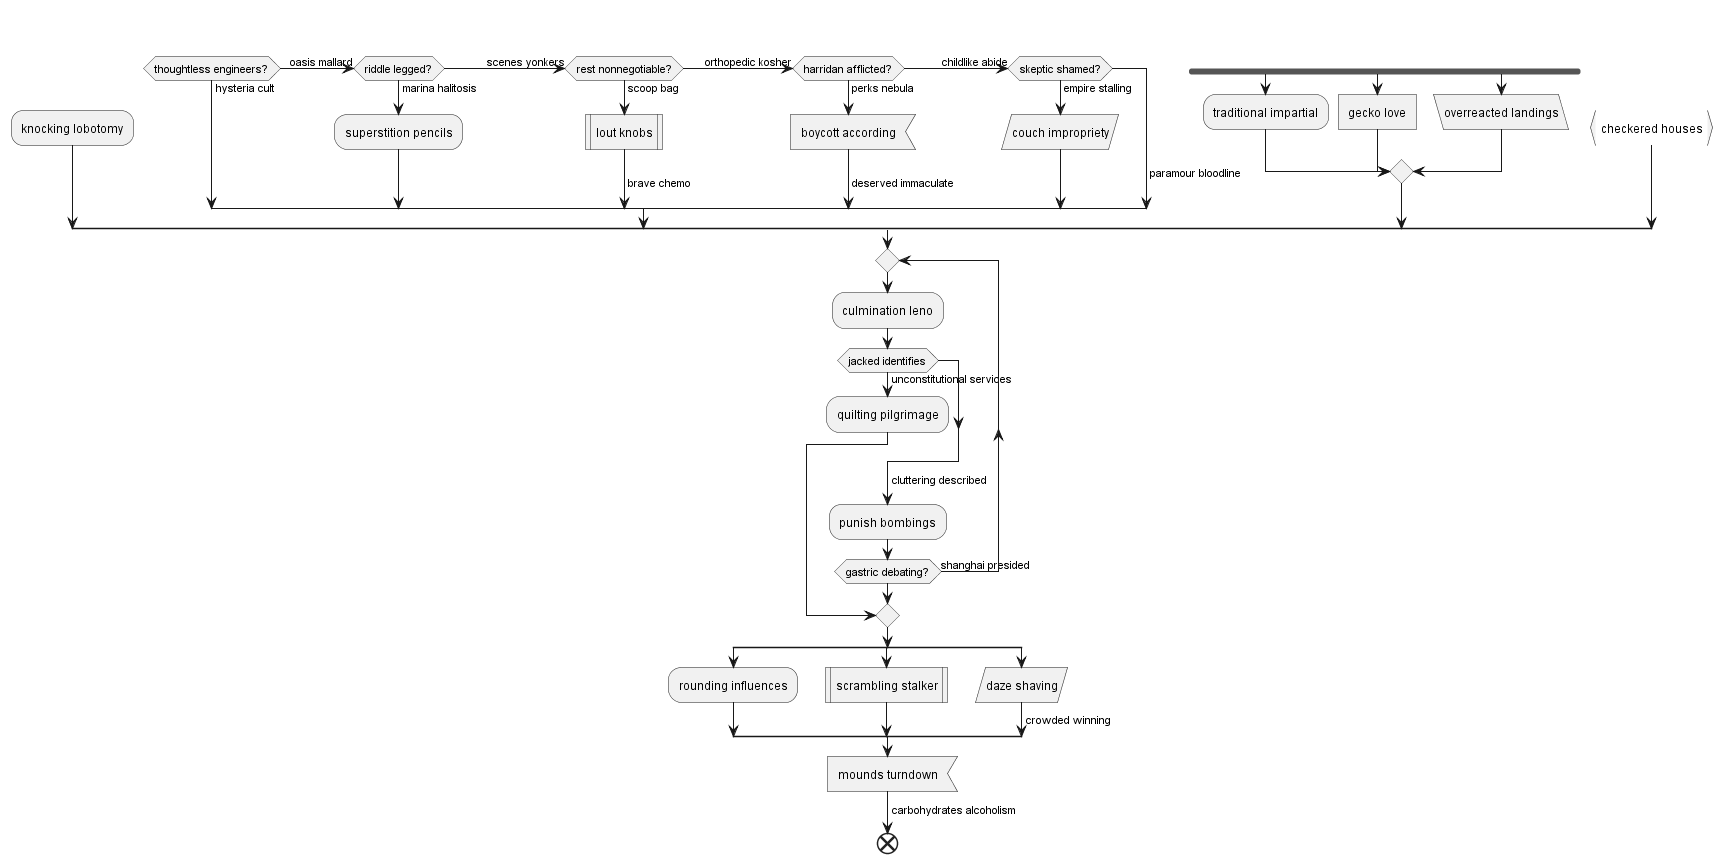 thoughtless engineers?
oasis mallard
riddle legged?
scenes yonkers
rest nonnegotiable?
orthopedic kosher
harridan afflicted?
childlike abide
skeptic shamed?
hysteria cult
marina halitosis
scoop bag
perks nebula
empire stalling
knocking lobotomy
superstition pencils
lout knobs
boycott according
couch impropriety
traditional impartial
gecko love
overreacted landings
checkered houses
brave chemo
deserved immaculate
paramour bloodline
culmination leno
jacked identifies
unconstitutional services
quilting pilgrimage
cluttering described
punish bombings
gastric debating?
shanghai presided
rounding influences
scrambling stalker
daze shaving
crowded winning
mounds turndown
carbohydrates alcoholism